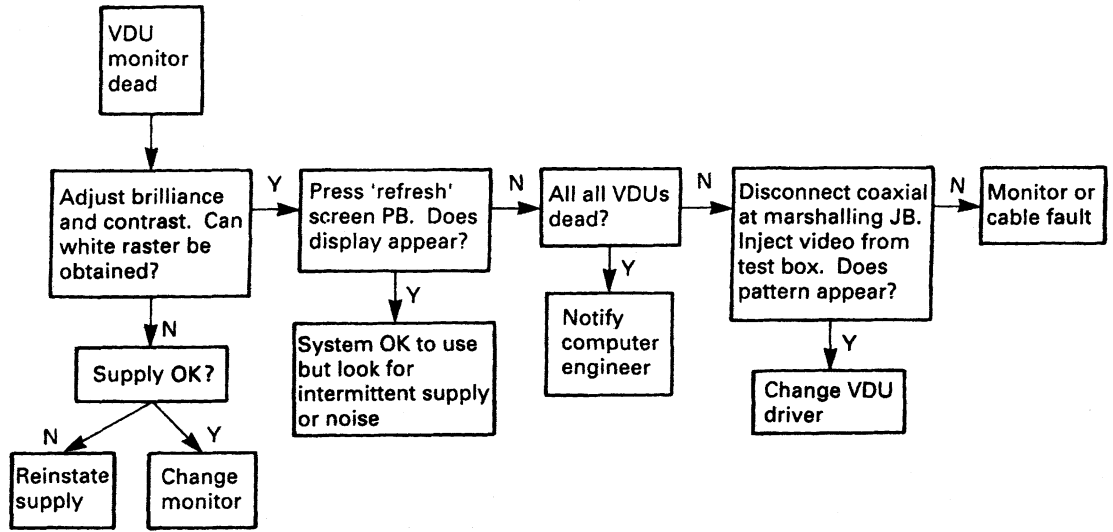 VDU
monitor
dead
Adjust brilliance
and contrast. Can
white raster be
obtained?
Y
Press 'refresh'
screen PB. Does
display appear?
N
All all VDUs
dead?
N
Disconnect coaxial
at marshalling JB.
Inject video from
test box. Does
pattern appear?
N
Monitor or
cable fault
N
Supply OK?
N
Y
Reinstate
supply
Change
monitor
Y
System OK to use
but look for
intermittent supply
or noise
Y
Notify
computer
engineer
Y
Change VDU
driver